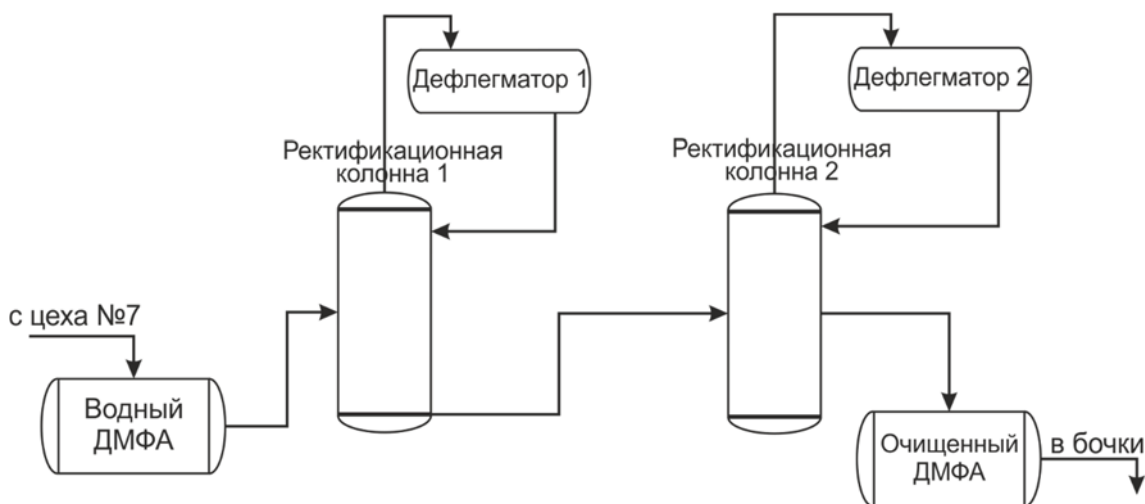 Дефлегматор 1
Дефлегматор 2
Ректификационная
колонна 1
Ректификационная
колонна 2
с цеха №7
Водный
ДМФА
Очищенный
ДМФА
в бочки